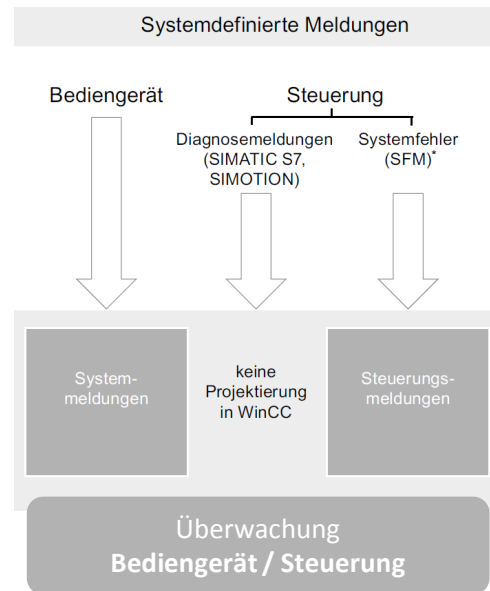 Systemdefinierte Meldungen
Bediengerät
Steuerung
Diagnosemeldungen
(SIMATIC S7,
SIMOTION)
Systemfehler
(SFM)*
System-
meldungen
keine
Projektierung
in WinCC
Steuerungs-
meldungen
Überwachung
Bediengerät / Steuerung